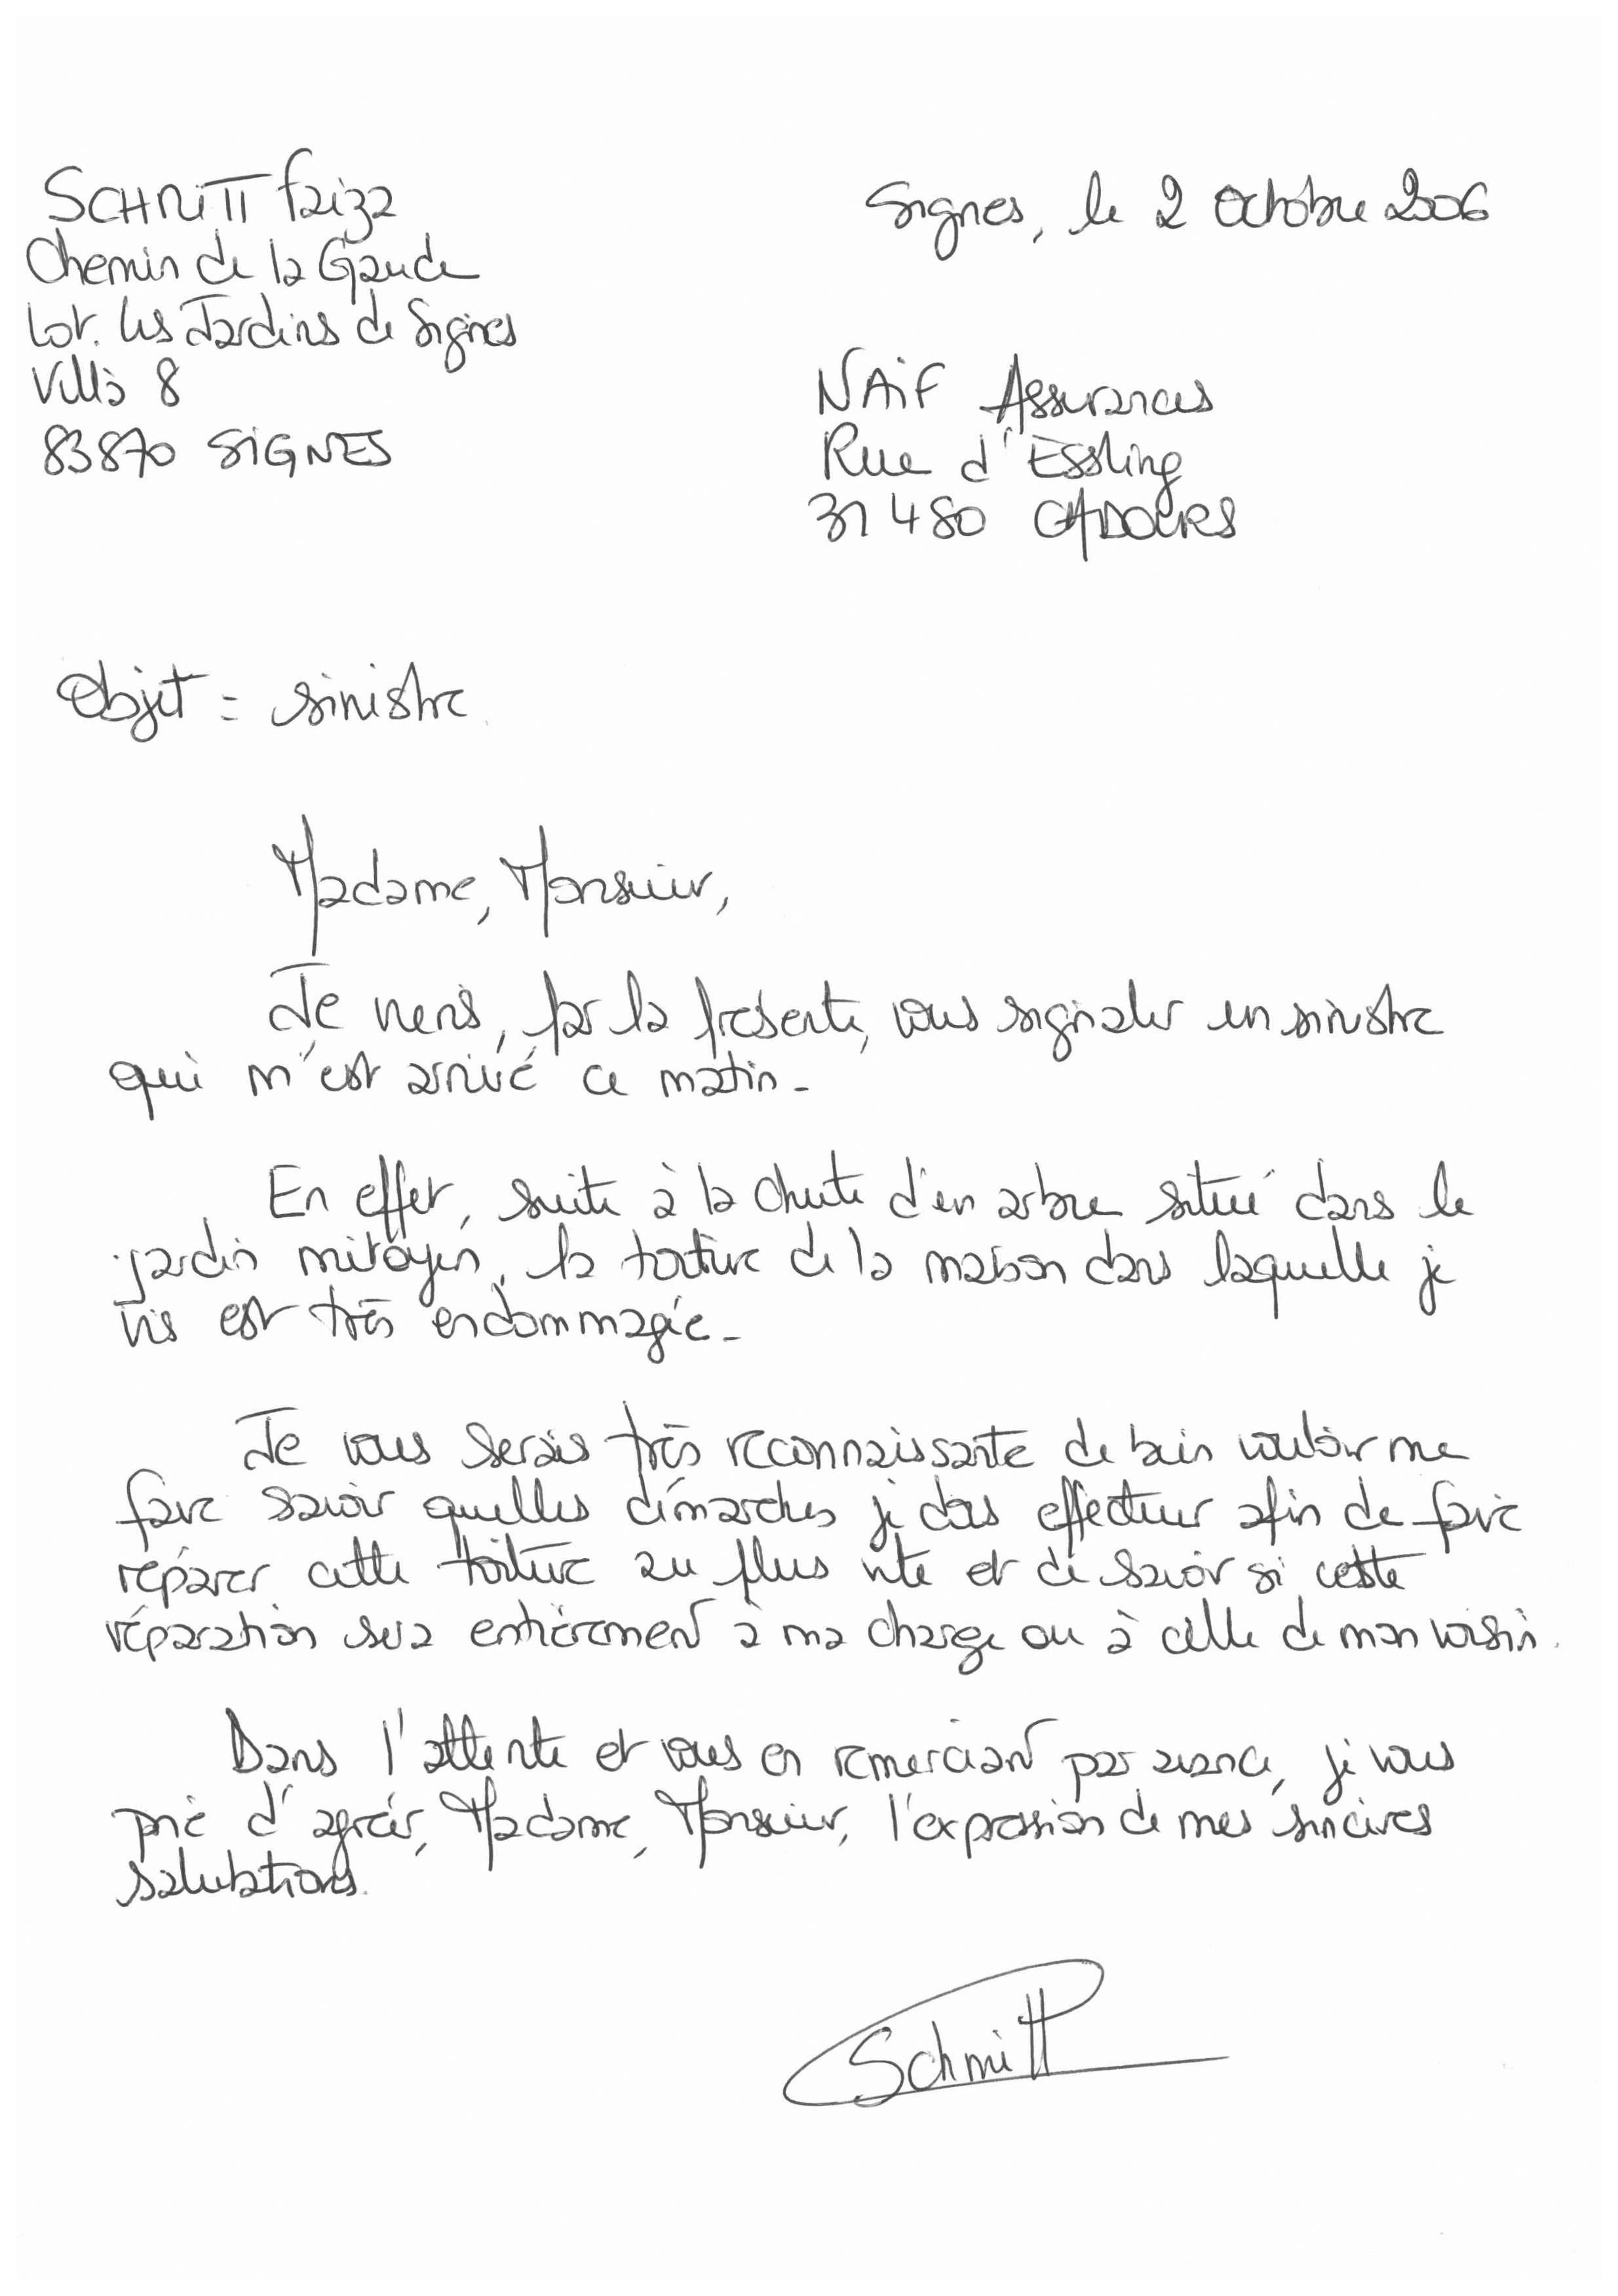 SCHMITT Faiza
Chemin de la Gaude
Lot. les Jardins de Signes
Villa 8
83870 SIGNES
Signes, le 2 Octobre 2006
NAIF Assurances
Rue d'Essling
31480 CADOURS
Objet = sinistre.
Madame, Monsieur,
Je viens, par la présente, vous signaler un sinistre
qui m'est arrivé ce matin.
En effet, suite à la chute d'un arbre situé dans le
jardin mitoyen, la toiture de la maison dans laquelle je
vis est très endommagée.
Je vous serais très reconnaissante de bien vouloir me
faire savoir quelles démarches je dois effectuer afin de faire
réparer cette toiture au plus vite et de savoir si cette
réparation sera entièrement à ma charge ou à celle de mon voisin.
Dans l'attente et vous en remerciant par avance, je vous
prie d'agréer, Madame, Monsieur, l'expression de mes sincères
salutations.
Schmitt